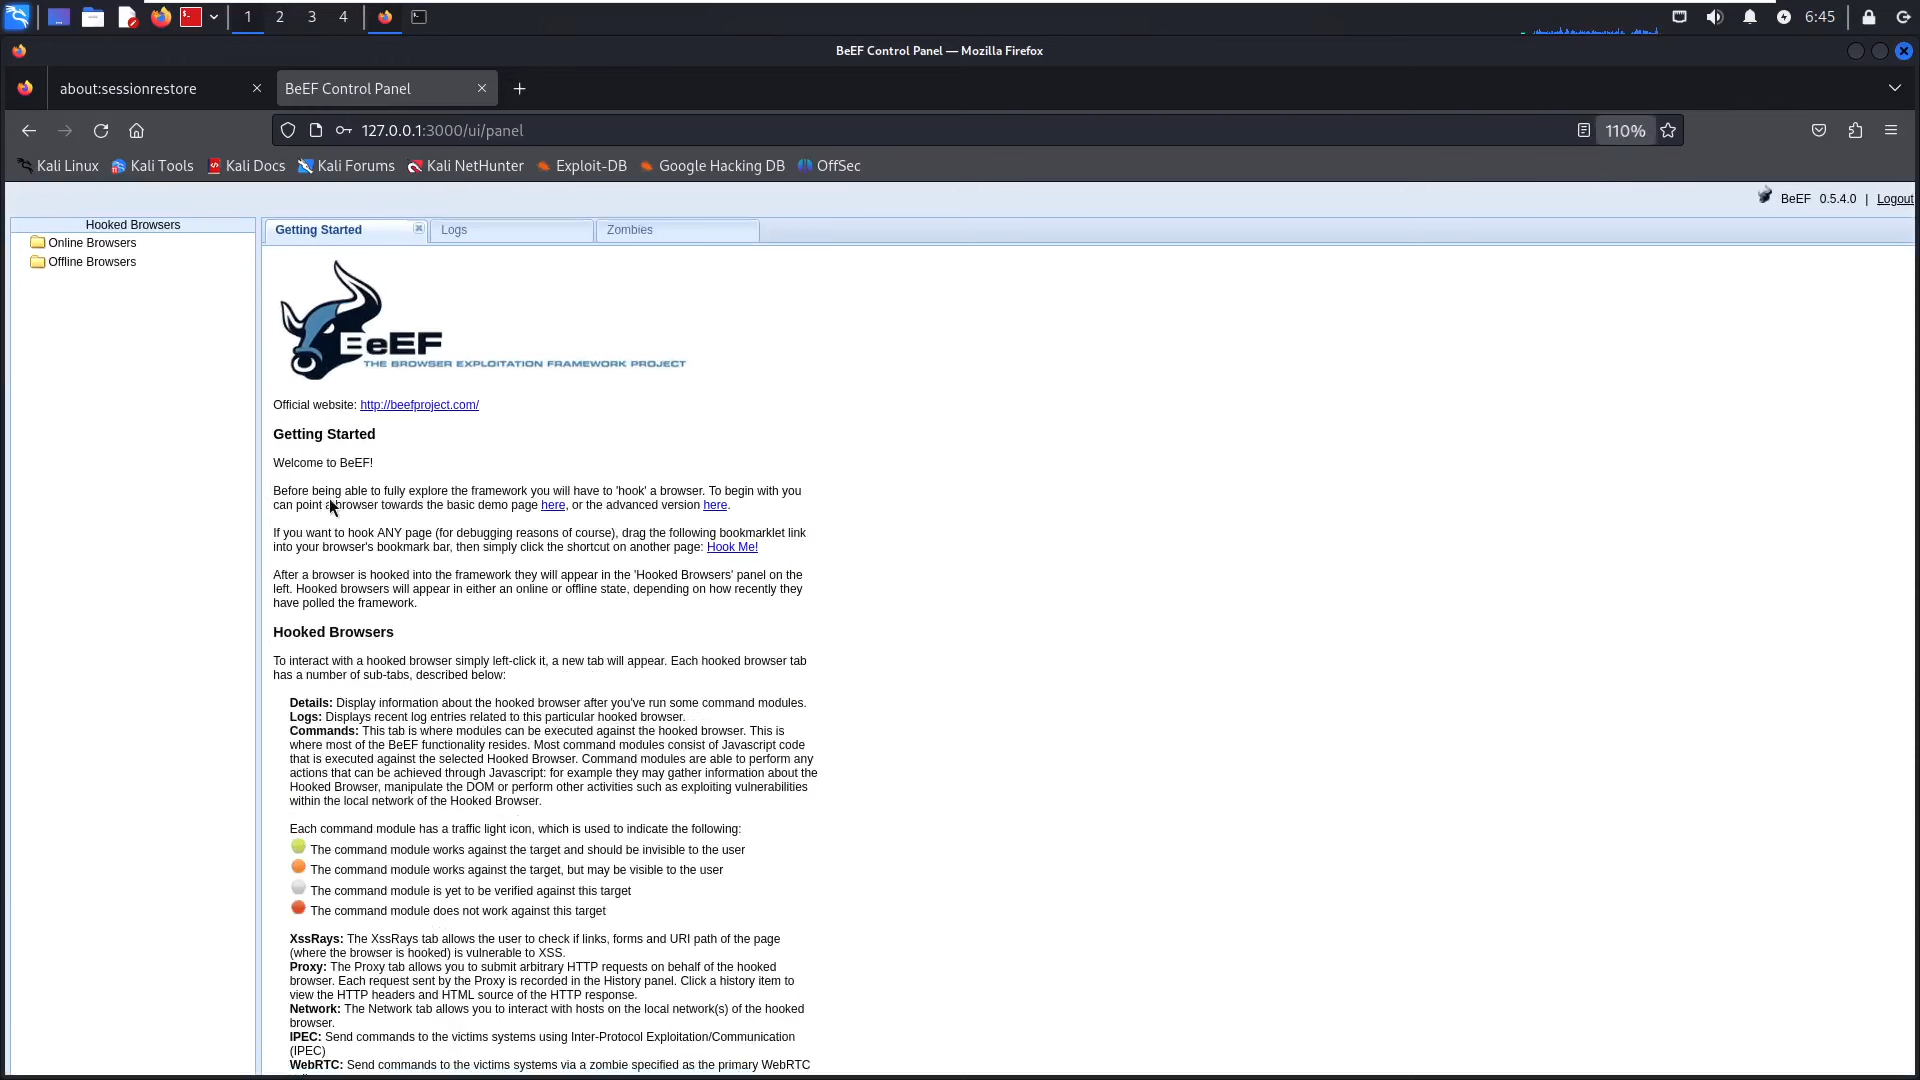 1 2 3 4 6:45
BeEF Control Panel — Mozilla Firefox
about:sessionrestore
BeEF Control Panel
127.0.0.1:3000/ui/panel
110%
Kali Linux Kali Tools Kali Docs Kali Forums Kali NetHunter Exploit-DB Google Hacking DB OffSec
BeEF 0.5.4.0 | Logout
Hooked Browsers
Online Browsers
Offline Browsers
Getting Started Logs Zombies
BeEF
THE BROWSER EXPLOITATION FRAMEWORK PROJECT
Official website: http://beefproject.com/
Getting Started
Welcome to BeEF!
Before being able to fully explore the framework you will have to 'hook' a browser. To begin with you
can point a browser towards the basic demo page here, or the advanced version here.
If you want to hook ANY page (for debugging reasons of course), drag the following bookmarklet link
into your browser's bookmark bar, then simply click the shortcut on another page: Hook Me!
After a browser is hooked into the framework they will appear in the 'Hooked Browsers' panel on the
left. Hooked browsers will appear in either an online or offline state, depending on how recently they
have polled the framework.
Hooked Browsers
To interact with a hooked browser simply left-click it, a new tab will appear. Each hooked browser tab
has a number of sub-tabs, described below:
Details: Display information about the hooked browser after you've run some command modules.
Logs: Displays recent log entries related to this particular hooked browser.
Commands: This tab is where modules can be executed against the hooked browser. This is
where most of the BeEF functionality resides. Most command modules consist of Javascript code
that is executed against the selected Hooked Browser. Command modules are able to perform any
actions that can be achieved through Javascript: for example they may gather information about the
Hooked Browser, manipulate the DOM or perform other activities such as exploiting vulnerabilities
within the local network of the Hooked Browser.
Each command module has a traffic light icon, which is used to indicate the following:
The command module works against the target and should be invisible to the user
The command module works against the target, but may be visible to the user
The command module is yet to be verified against this target
The command module does not work against this target
XssRays: The XssRays tab allows the user to check if links, forms and URI path of the page
(where the browser is hooked) is vulnerable to XSS.
Proxy: The Proxy tab allows you to submit arbitrary HTTP requests on behalf of the hooked
browser. Each request sent by the Proxy is recorded in the History panel. Click a history item to
view the HTTP headers and HTML source of the HTTP response.
Network: The Network tab allows you to interact with hosts on the local network(s) of the hooked
browser.
IPEC: Send commands to the victims systems using Inter-Protocol Exploitation/Communication
(IPEC)
WebRTC: Send commands to the victims systems via a zombie specified as the primary WebRTC